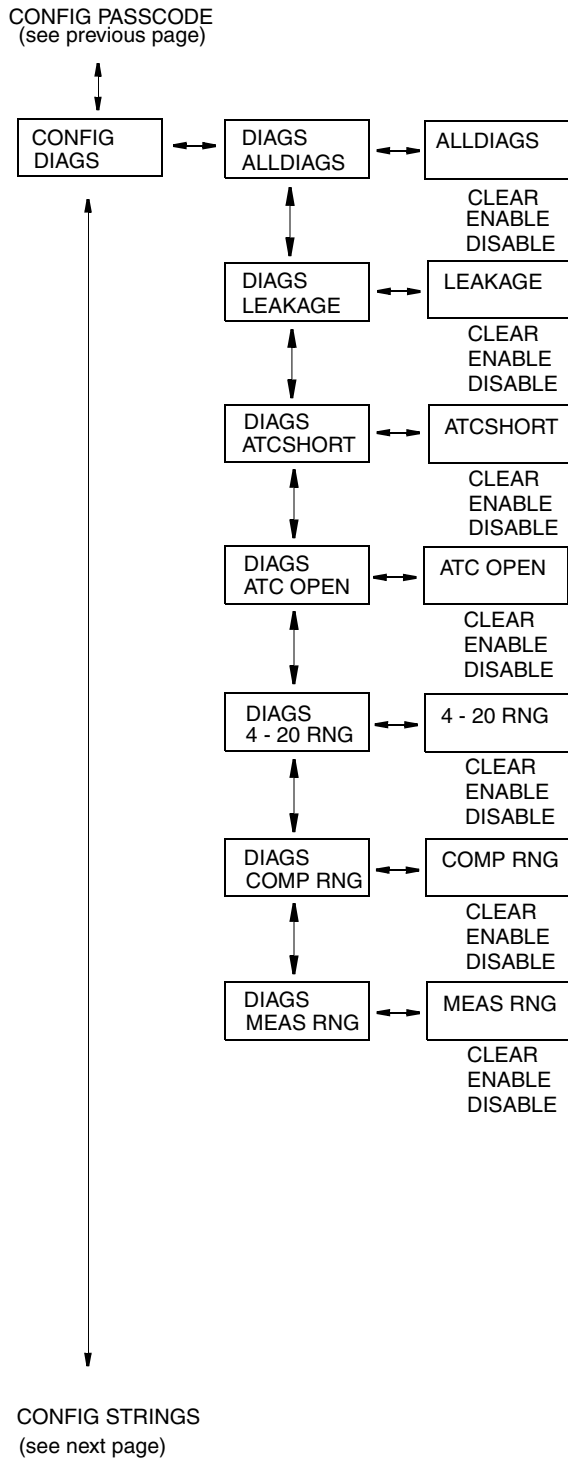 CONFIG PASSCODE
(see previous page)
CONFIG
DIAGS
DIAGS
ALLDIAGS
ALLDIAGS
CLEAR
ENABLE
DISABLE
DIAGS
LEAKAGE
LEAKAGE
CLEAR
ENABLE
DISABLE
DIAGS
ATCSHORT
ATCSHORT
CLEAR
ENABLE
DISABLE
DIAGS
ATC OPEN
ATC OPEN
CLEAR
ENABLE
DISABLE
DIAGS
4 - 20 RNG
4 - 20 RNG
CLEAR
ENABLE
DISABLE
DIAGS
COMP RNG
COMP RNG
CLEAR
ENABLE
DISABLE
DIAGS
MEAS RNG
MEAS RNG
CLEAR
ENABLE
DISABLE
CONFIG STRINGS
(see next page)